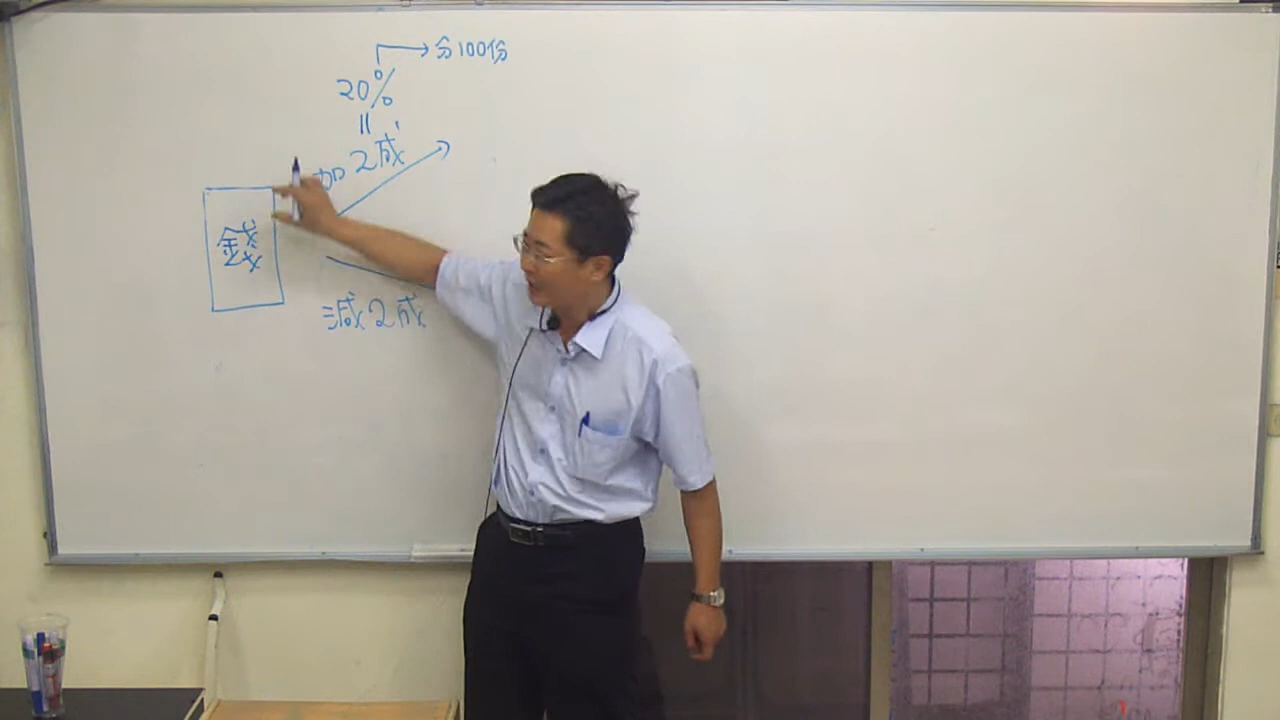 分100份
20%
=
加2成
錢
減2成